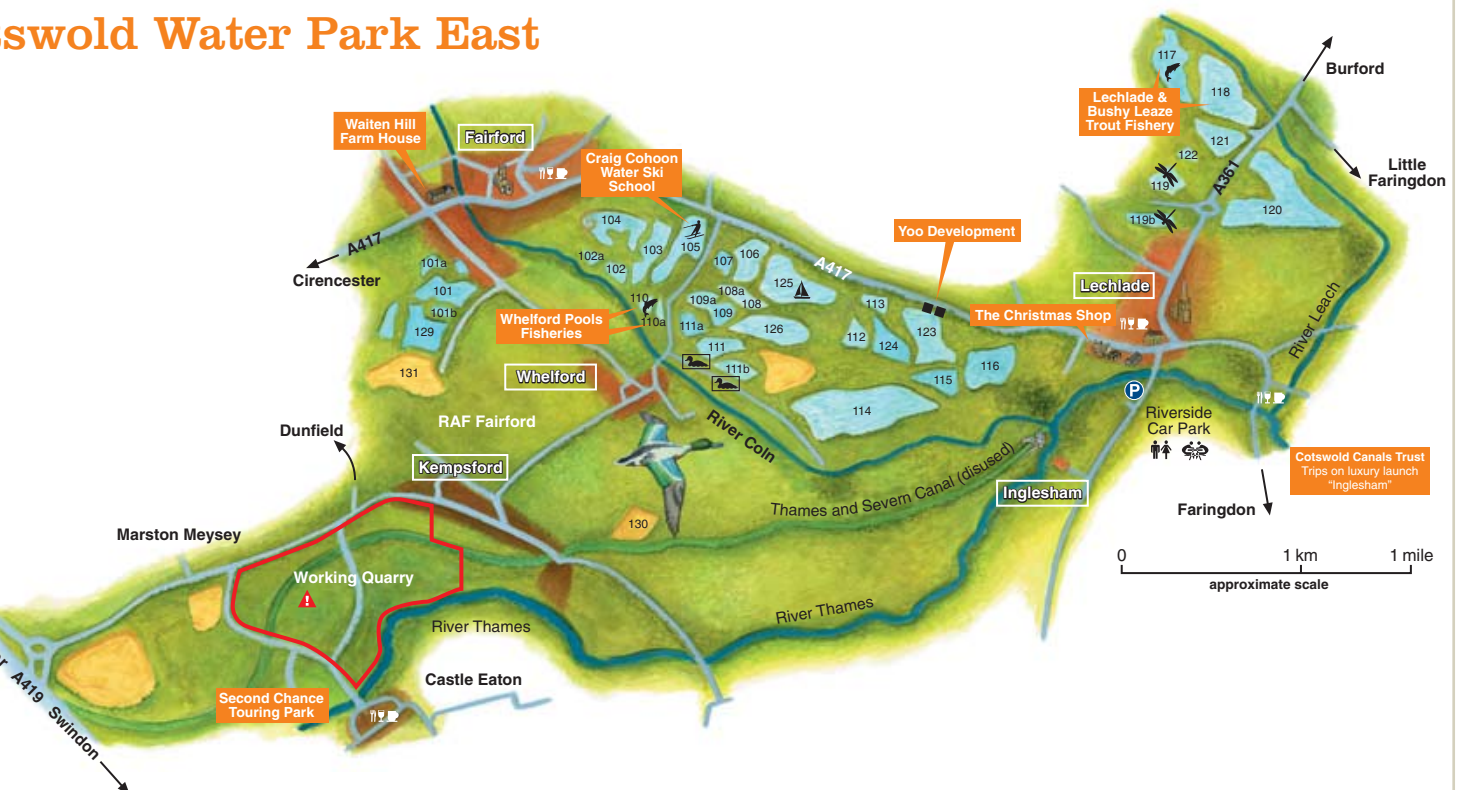 swold Water Park East
Burford
117
118
Lechlade &
Bushy Leaze
Trout Fishery
Waiten Hill
Farm House
Fairford
121
122
Craig Cohoon
Water Ski
School
Little
Faringdon
119
A361
120
119b
104
A417
103
105
Yoo Development
Cirencester
102a
102
107
106
A417
101a
125
Lechlade
101
110
109a
108a
108
113
The Christmas Shop
101b
109
Whelford Pools
Fisheries
110a
111a
126
123
129
112
124
River Leach
111
111b
116
131
Whelford
115
P
114
Riverside
Car Park
RAF Fairford
River Coln
Dunfield
Kempsford
Cotswold Canals Trust
Trips on luxury launch
“Inglesham”
Thames and Severn Canal (disused)
Inglesham
Faringdon
130
Marston Meysey
0
1 km
1 mile
approximate scale
Working Quarry
!
River Thames
River Thames
Castle Eaton
Second Chance
Touring Park
A419
Swindon